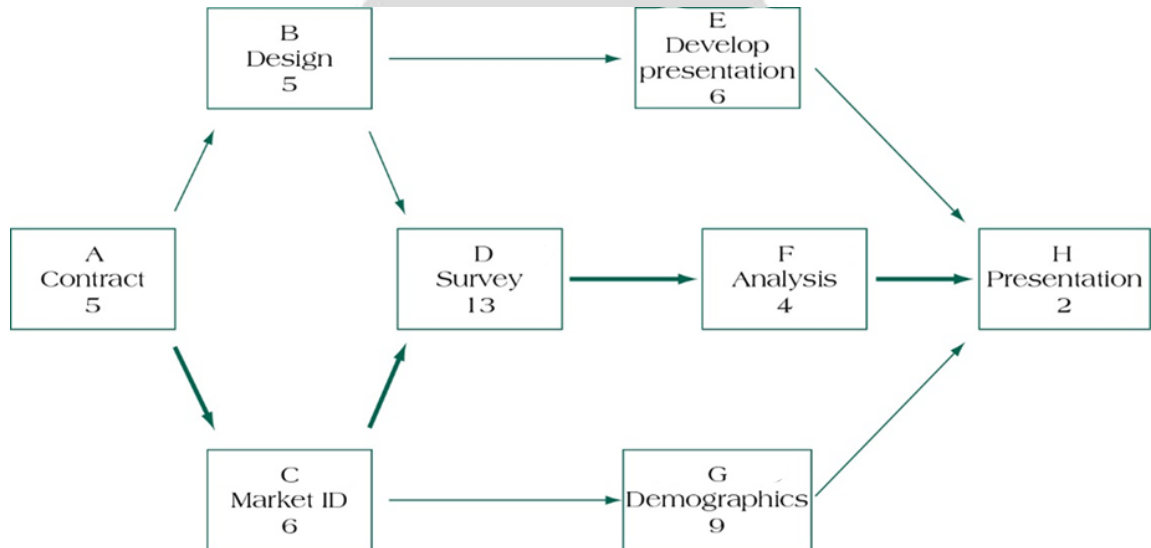 B
Design
5
E
Develop
presentation
6
A
Contract
5
D
Survey
13
F
Analysis
4
H
Presentation
2
C
Market ID
6
G
Demographics
9